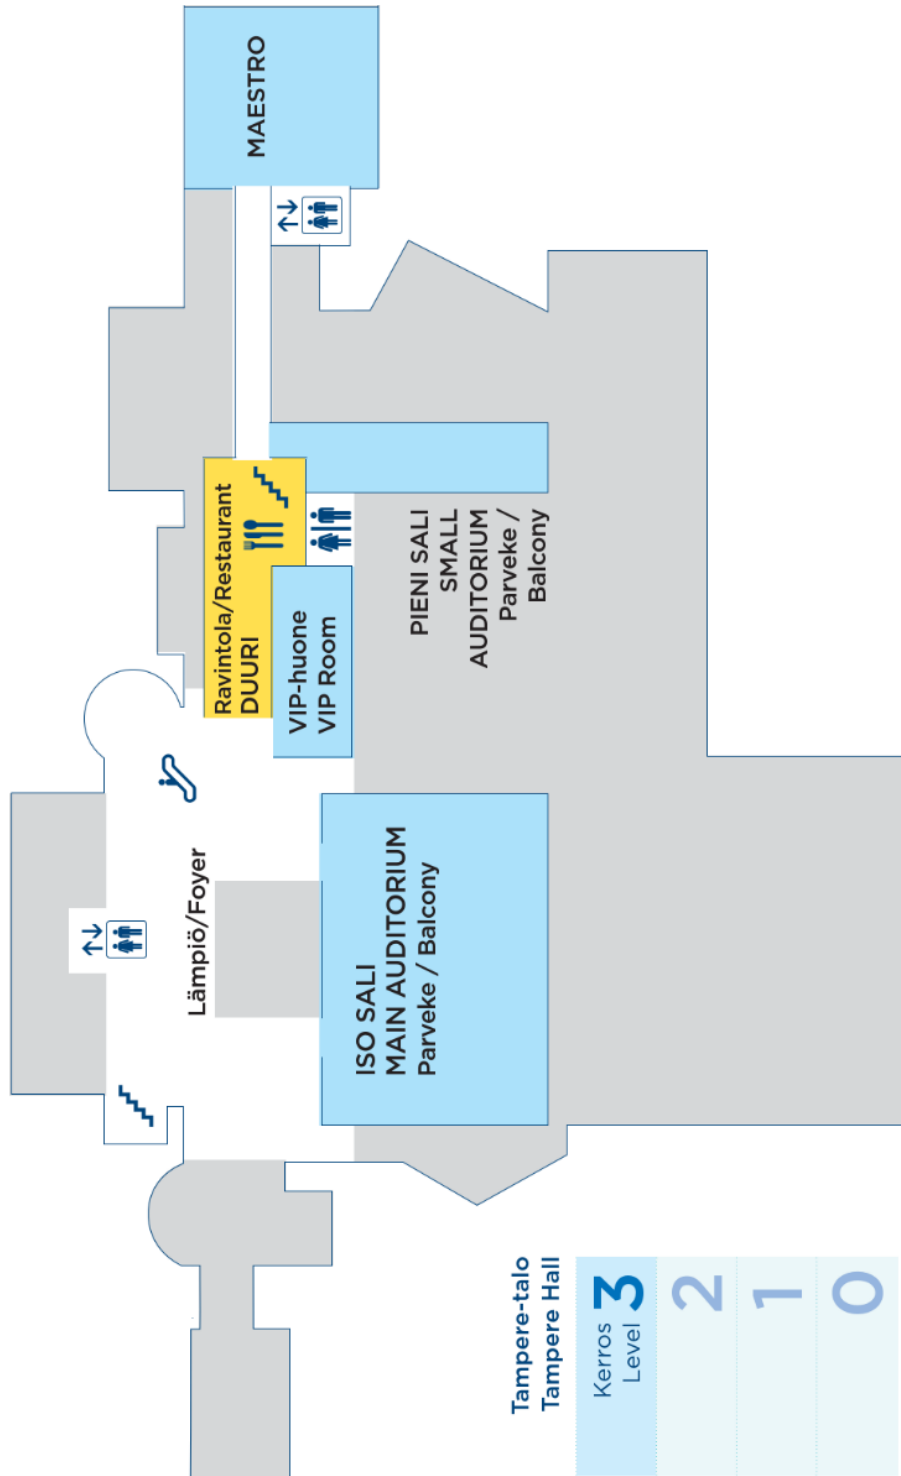 MAESTRO
Ravintola/Restaurant
DUURI
VIP-huone
VIP Room
PIENI SALI
SMALL
AUDITORIUM
Parveke /
Balcony
Lämpiö/Foyer
ISO SALI
MAIN AUDITORIUM
Parveke / Balcony
Tampere-talo
Tampere Hall
Kerros
Level
3
2
1
0